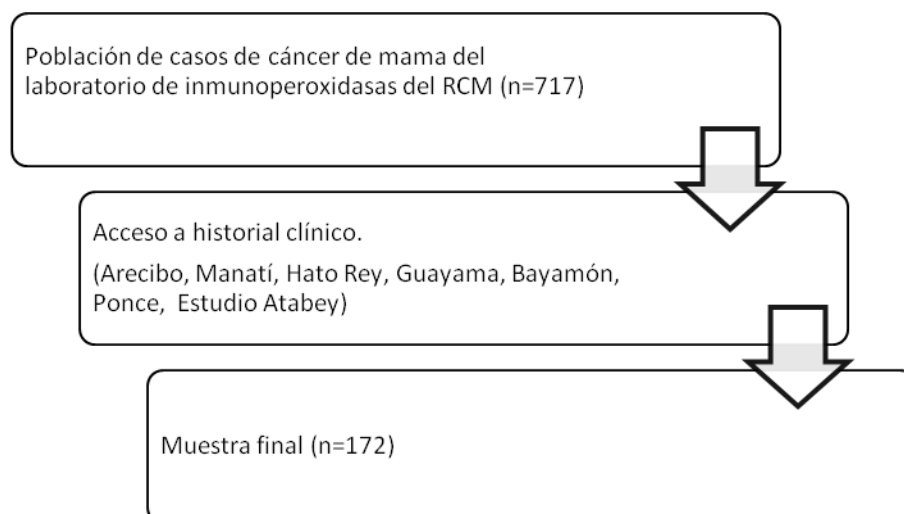 Población de casos de cáncer de mama del
laboratorio de inmunoperoxidasas del RCM (n=717)
Acceso a historial clínico.
(Arecibo, Manatí, Hato Rey, Guayama, Bayamón,
Ponce, Estudio Atabey)
Muestra final (n=172)